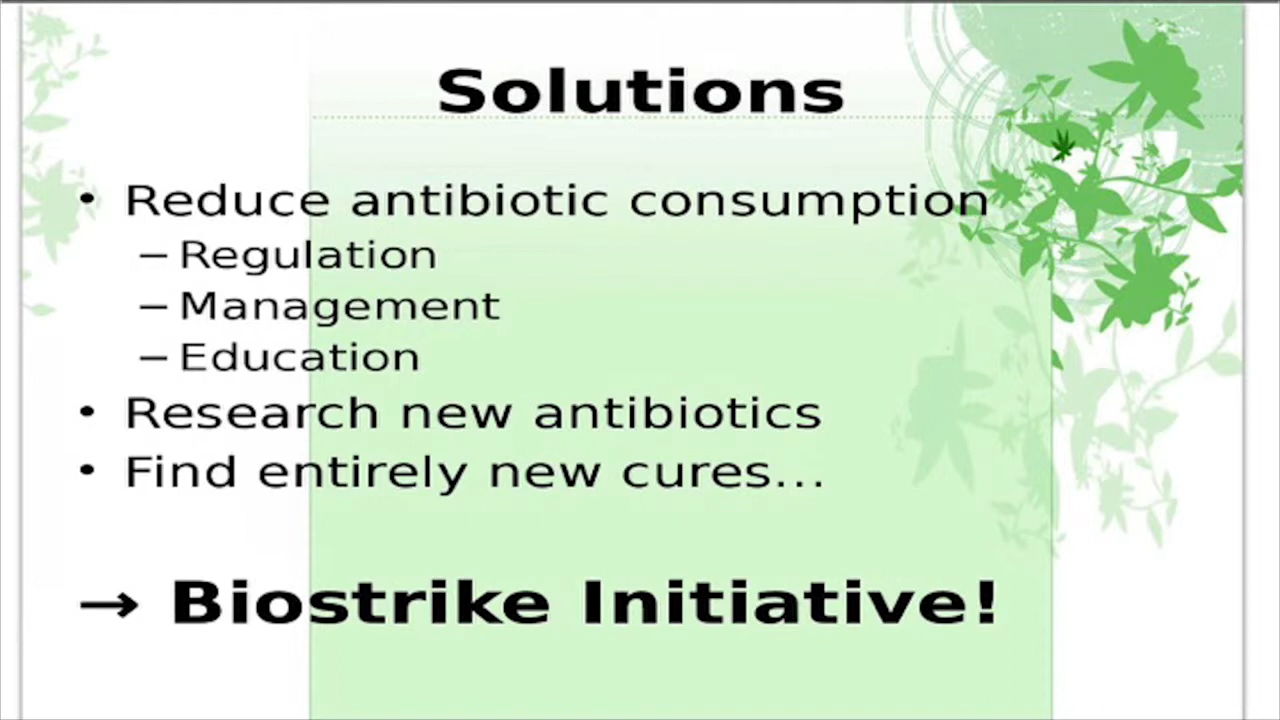 Solutions
• Reduce antibiotic consumption
– Regulation
– Management
– Education
• Research new antibiotics
• Find entirely new cures...
→ Biostrike Initiative!